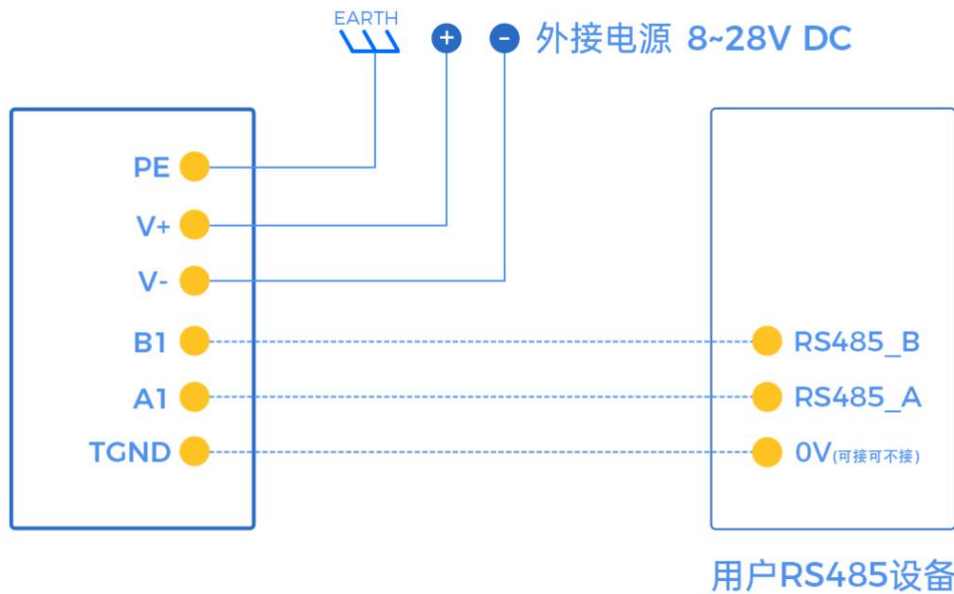 EARTH
+ - 外接电源 8~28V DC
PE
V+
V-
B1
RS485_B
A1
RS485_A
TGND
0V(可接可不接)
用户RS485设备